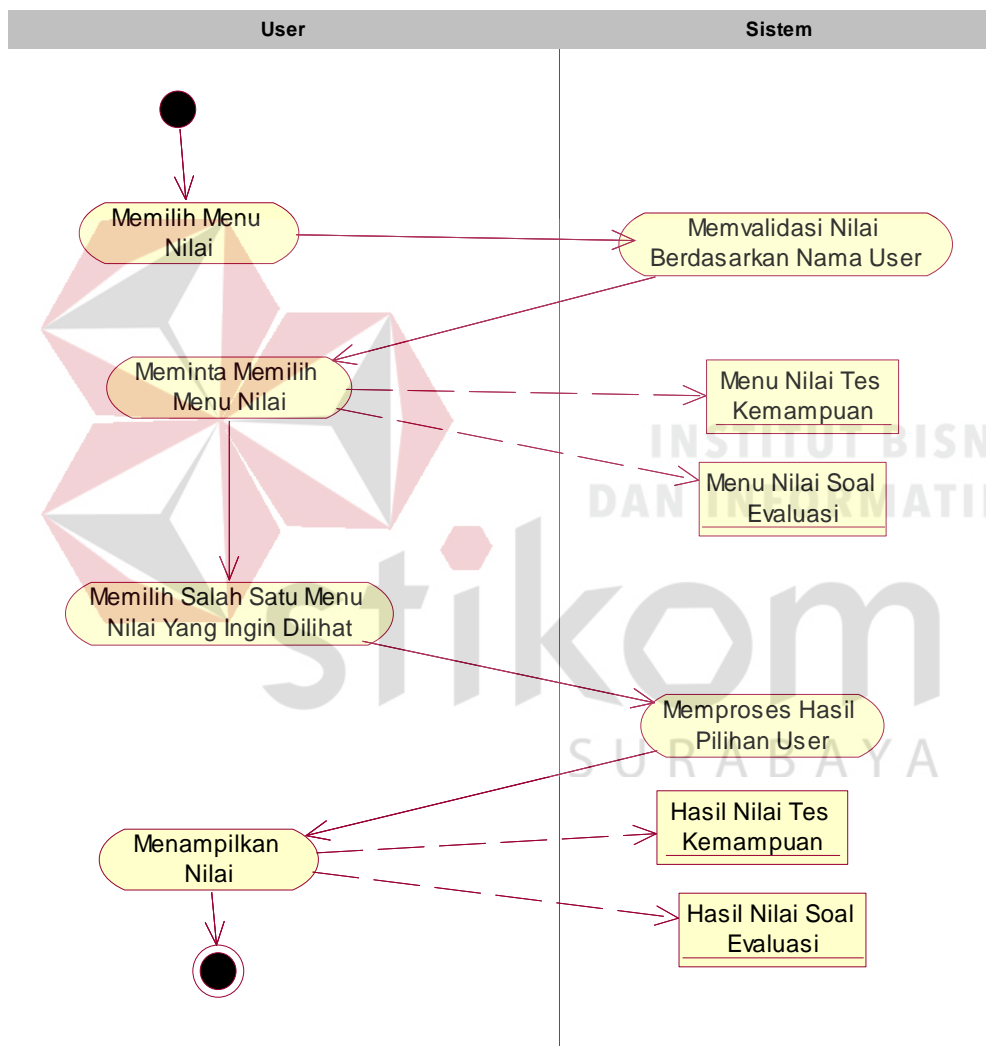 User
Sistem
Memilih Menu
Nilai
Memvalidasi Nilai
Berdasarkan Nama User
Meminta Memilih
Menu Nilai
Menu Nilai Tes
Kemampuan
INSTITUT BISN
Menu Nilai Soal
Evaluasi
DAN INFORMATI
Memilih Salah Satu Menu
Nilai Yang Ingin Dilihat
stikom
Memproses Hasil
Pilihan User
SURABAYA
Hasil Nilai Tes
Kemampuan
Menampilkan
Nilai
Hasil Nilai Soal
Evaluasi